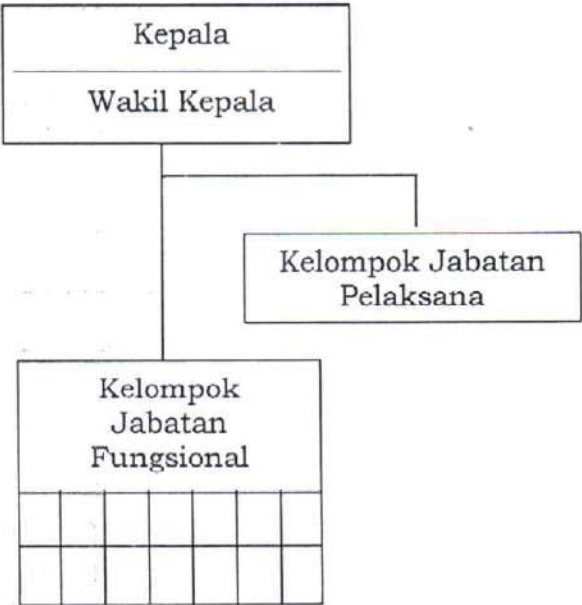 Kepala
Wakil Kepala
Kelompok Jabatan
Pelaksana
Kelompok
Jabatan
Fungsional